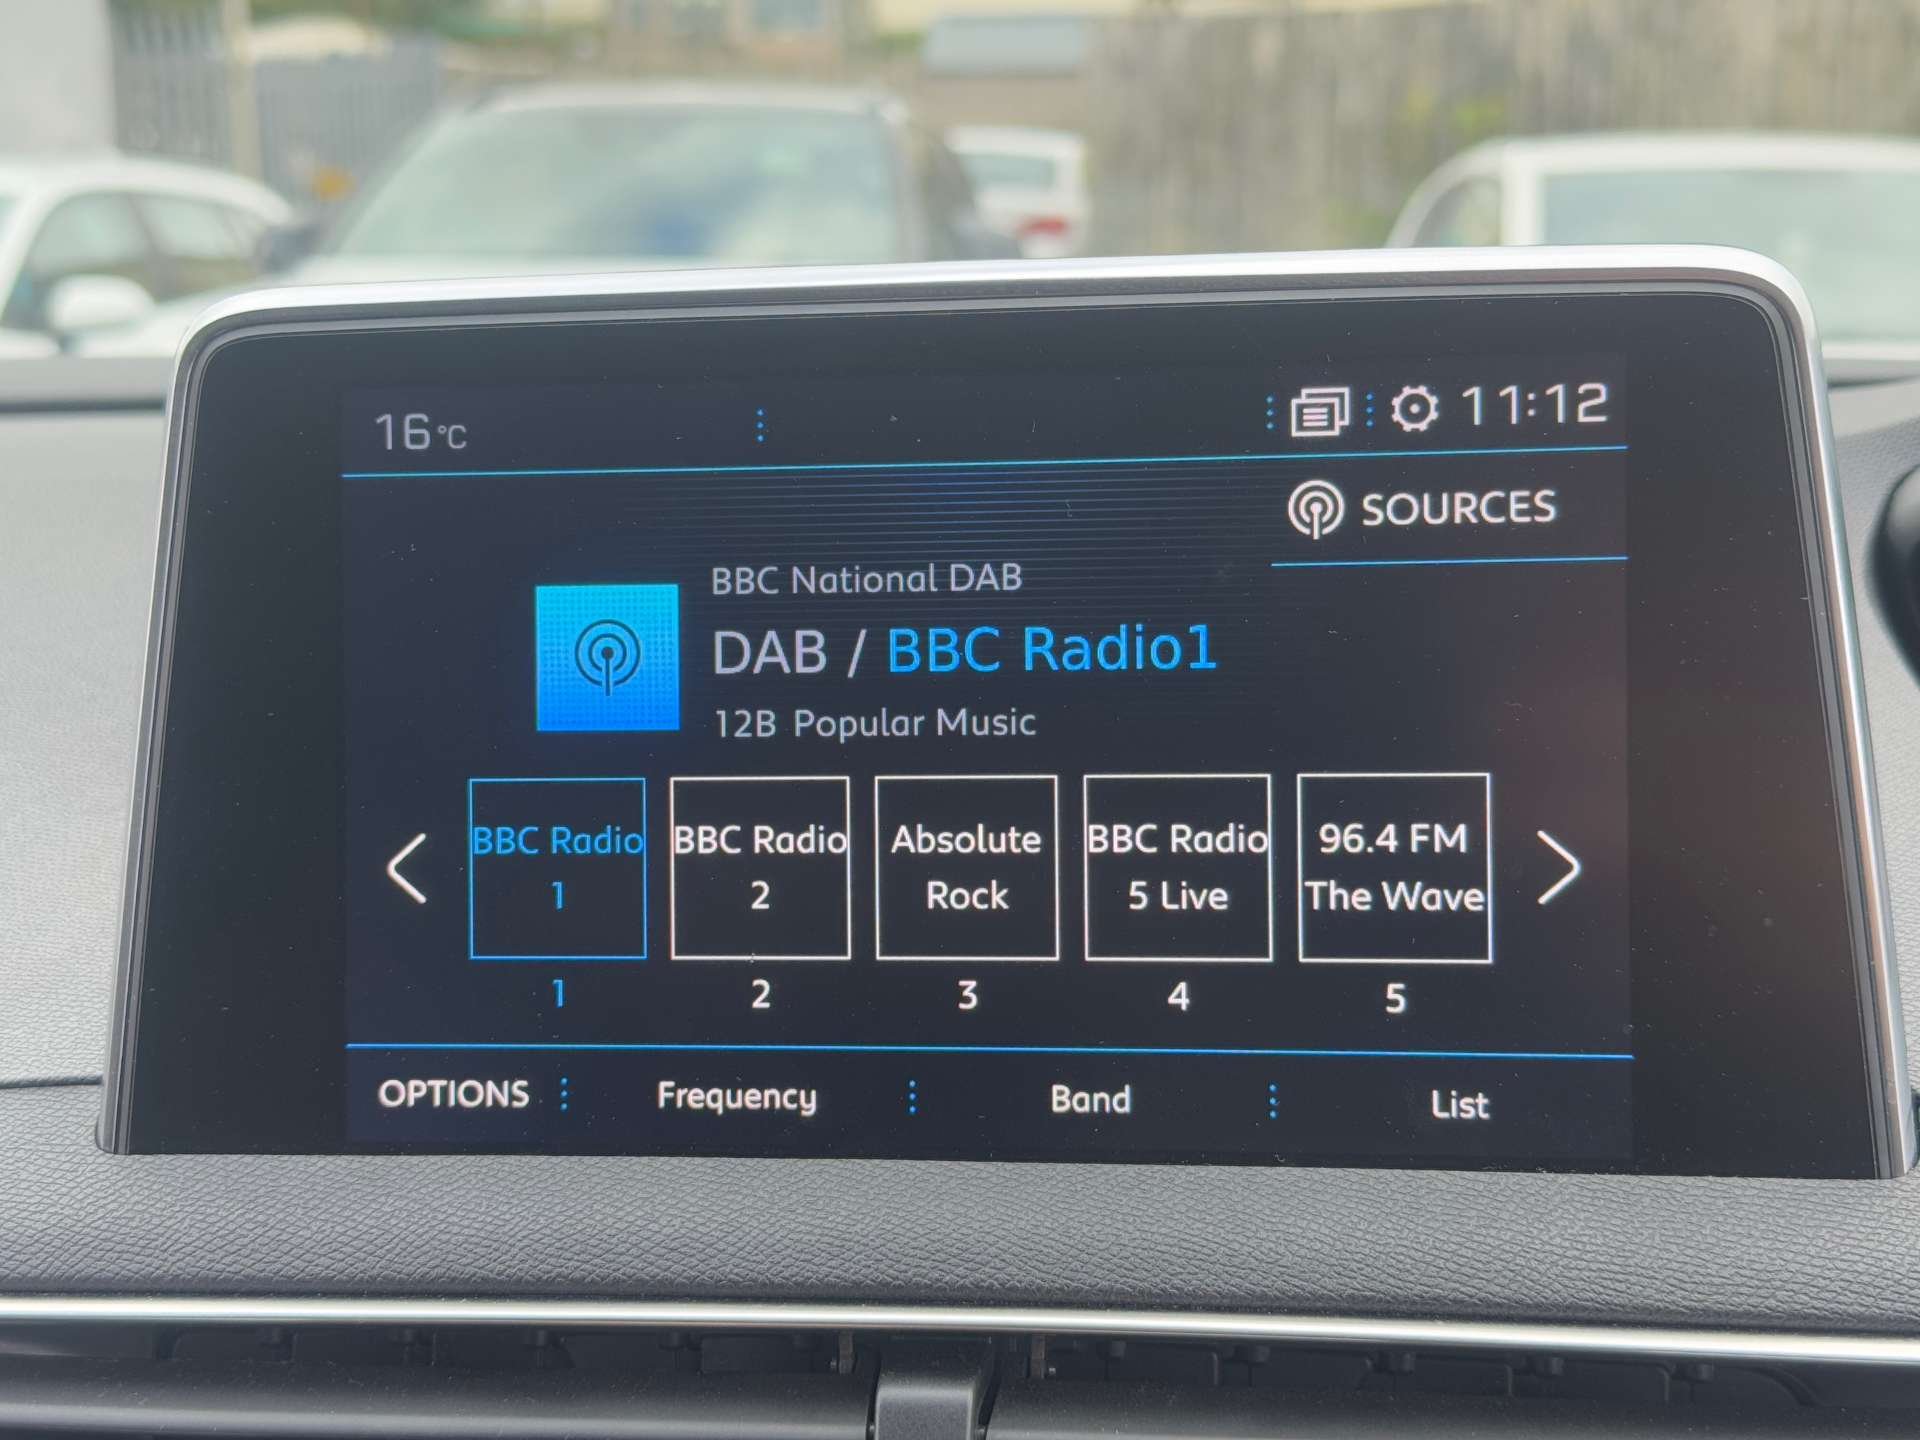 16°C
11:12
SOURCES
BBC National DAB
DAB / BBC Radio1
12B Popular Music
BBC Radio
1
BBC Radio
2
Absolute
Rock
BBC Radio
5 Live
96.4 FM
The Wave
1
2
3
4
5
OPTIONS
Frequency
Band
List